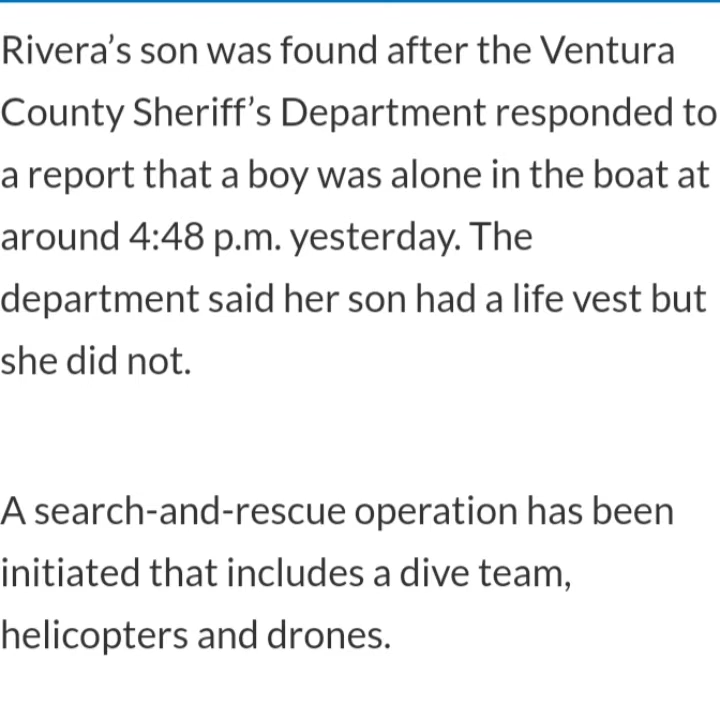 Rivera’s son was found after the Ventura
County Sheriff’s Department responded to
a report that a boy was alone in the boat at
around 4:48 p.m. yesterday. The
department said her son had a life vest but
she did not.
A search-and-rescue operation has been
initiated that includes a dive team,
helicopters and drones.